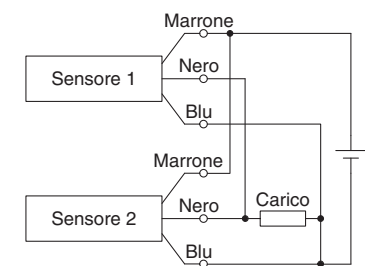 Marrone
Nero
Sensore 1
Blu
Marrone
Nero
Carico
Sensore 2
Blu